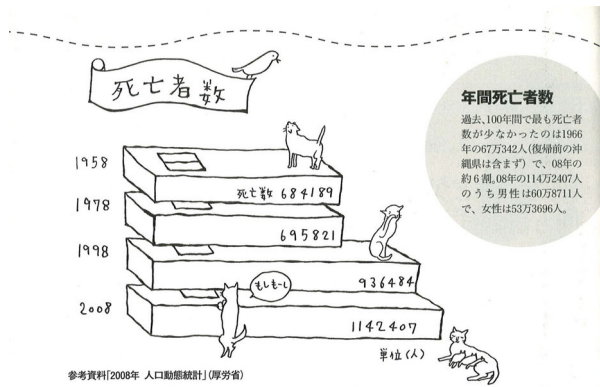 死亡者数
年間死亡者数
過去、100年間で最も死亡者
数が少なかったのは1966
年の67万342人(復帰前の沖
縄県は含まず)で、08年の
約6割。08年の114万2407人
のうち男性は60万8711人
で、女性は53万3696人。
1958
死亡数 684189
1978
695821
1998
936484
もしもーし
2008
1142407
単位(人)
参考資料「2008年 人口動態統計」(厚労省)